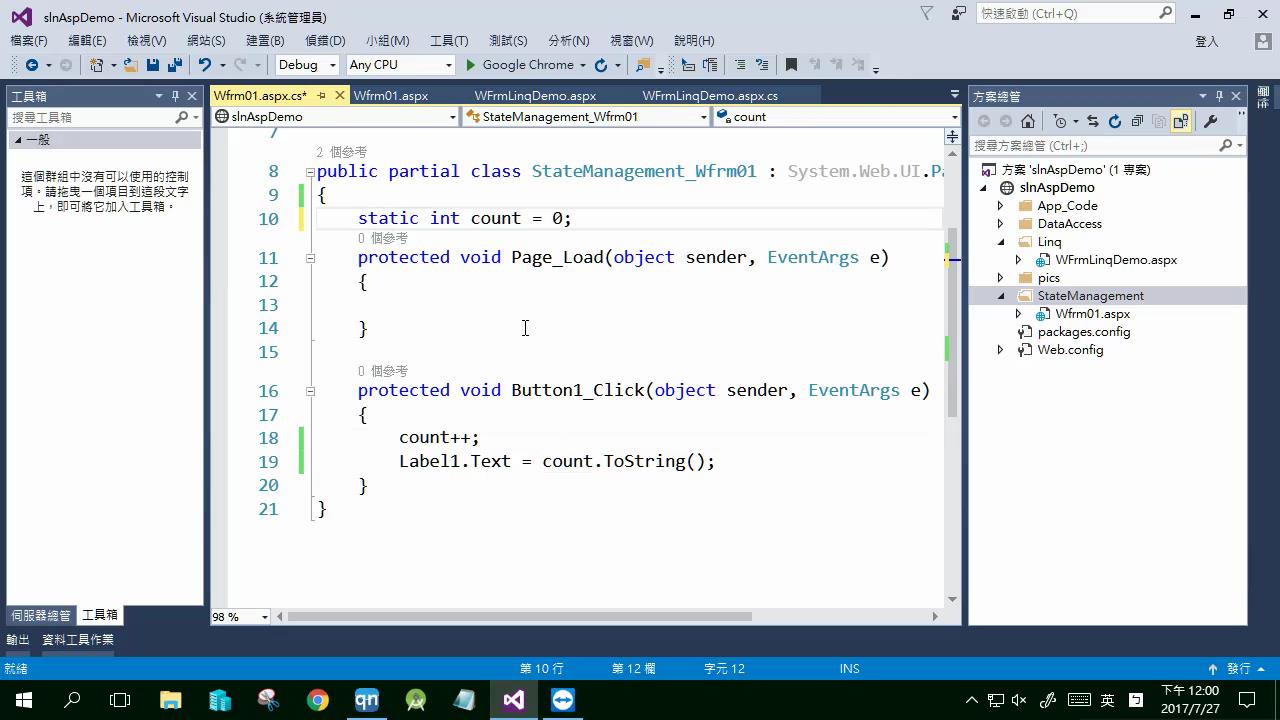 slnAspDemo - Microsoft Visual Studio (系統管理員)
快速啟動 (Ctrl+Q)
檔案(F) 編輯(E) 檢視(V) 網站(S) 建置(B) 偵錯(D) 小組(M) 工具(T) 測試(S) 分析(N) 視窗(W) 說明(H)
登入
Debug Any CPU Google Chrome
工具箱
搜尋工具箱
一般
這個群組中沒有可以使用的控制
項。請拖曳一個項目到這段文字
上，即可將它加入工具箱。
伺服器總管 工具箱
Wfrm01.aspx.cs* Wfrm01.aspx WFrmLinqDemo.aspx WFrmLinqDemo.aspx.cs
slnAspDemo StateManagement_Wfrm01 count
7
2 個參考
8 public partial class StateManagement_Wfrm01 : System.Web.UI.Pa
9 {
10 static int count = 0;
0 個參考
11 protected void Page_Load(object sender, EventArgs e)
12 {
13
14 }
15
0 個參考
16 protected void Button1_Click(object sender, EventArgs e)
17 {
18 count++;
19 Label1.Text = count.ToString();
20 }
21 }
98 %
方案總管
搜尋方案總管 (Ctrl+;)
方案 'slnAspDemo' (1 專案)
slnAspDemo
App_Code
DataAccess
Linq
WFrmLinqDemo.aspx
pics
StateManagement
Wfrm01.aspx
packages.config
Web.config
輸出 資料工具作業
就緒 第 10 行 第 12 欄 字元 12 INS 發行
qn
英
下午 12:00
2017/7/27